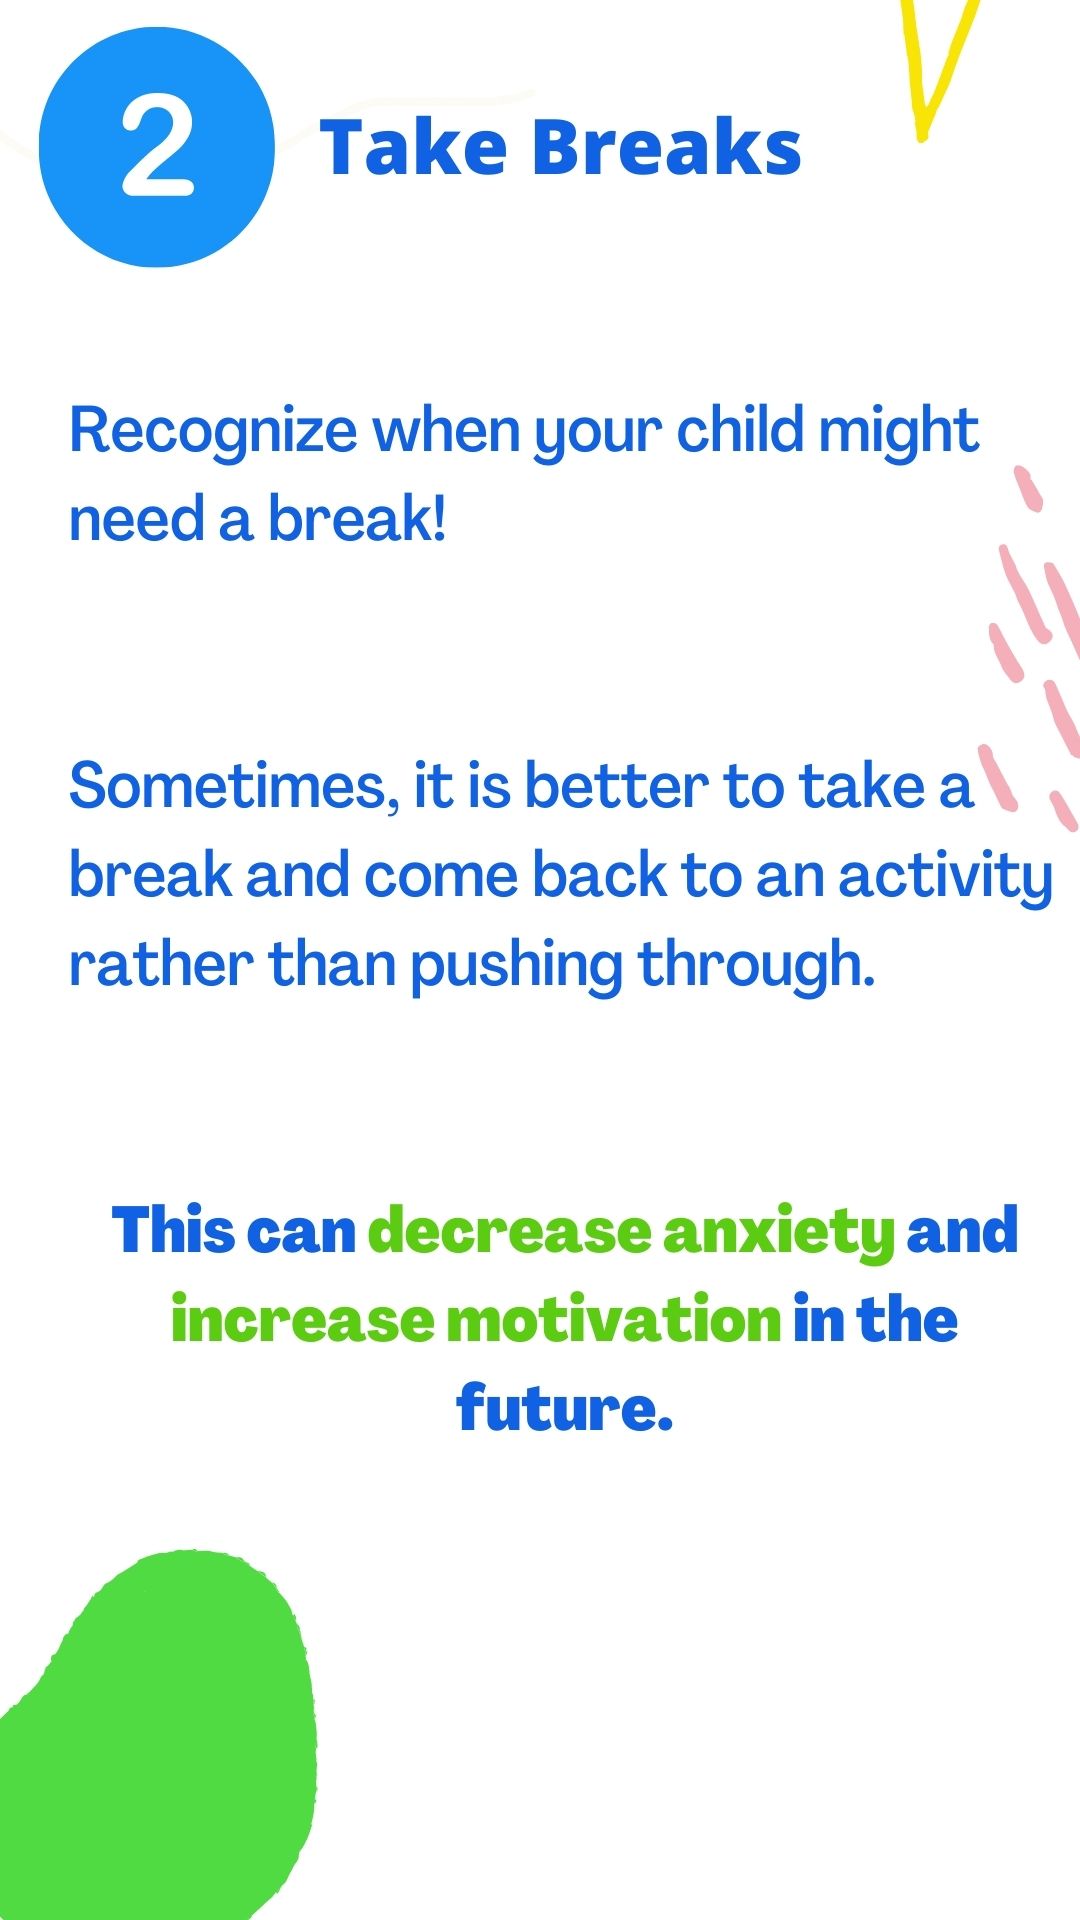 2
Take Breaks
Recognize when your child might
need a break!
Sometimes, it is better to take a
break and come back to an activity
rather than pushing through.
This can decrease anxiety and
increase motivation in the
future.